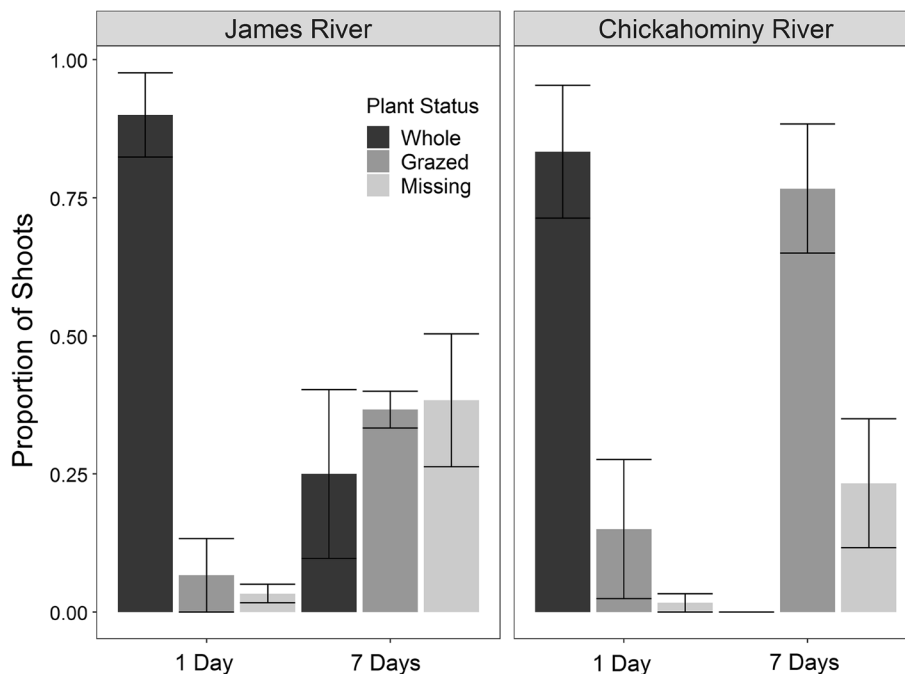 James River
Chickahominy River
Proportion of Shoots
1.00
0.75
0.50
0.25
0.00
Plant Status
Whole
Grazed
Missing
1 Day
7 Days
1 Day
7 Days